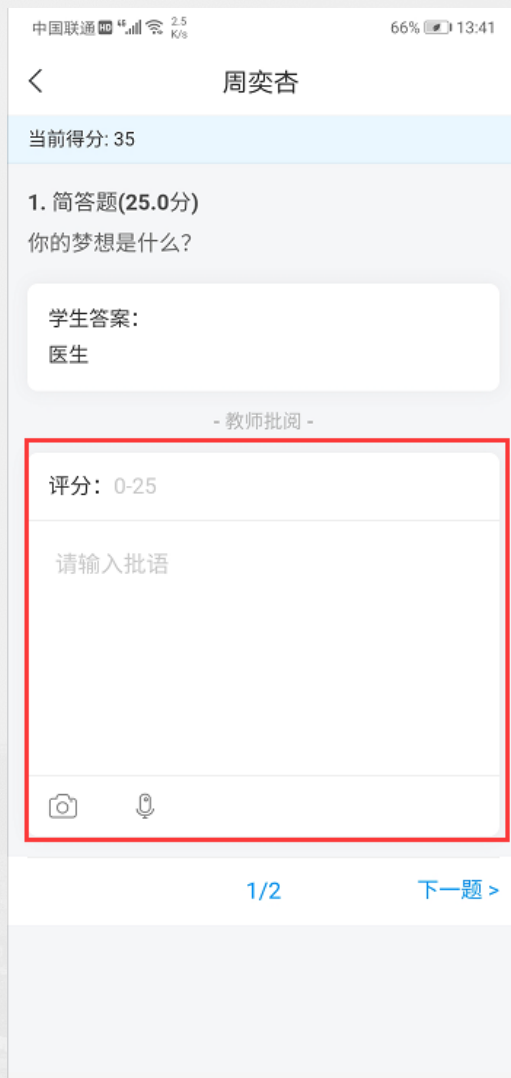 中国联通 HD 4G 2.5 K/s 66% 13:41
周奕杏
当前得分: 35
1. 简答题(25.0分)
你的梦想是什么?
学生答案:
医生
- 教师批阅 -
评分: 0-25
请输入批语
1/2 下一题 >